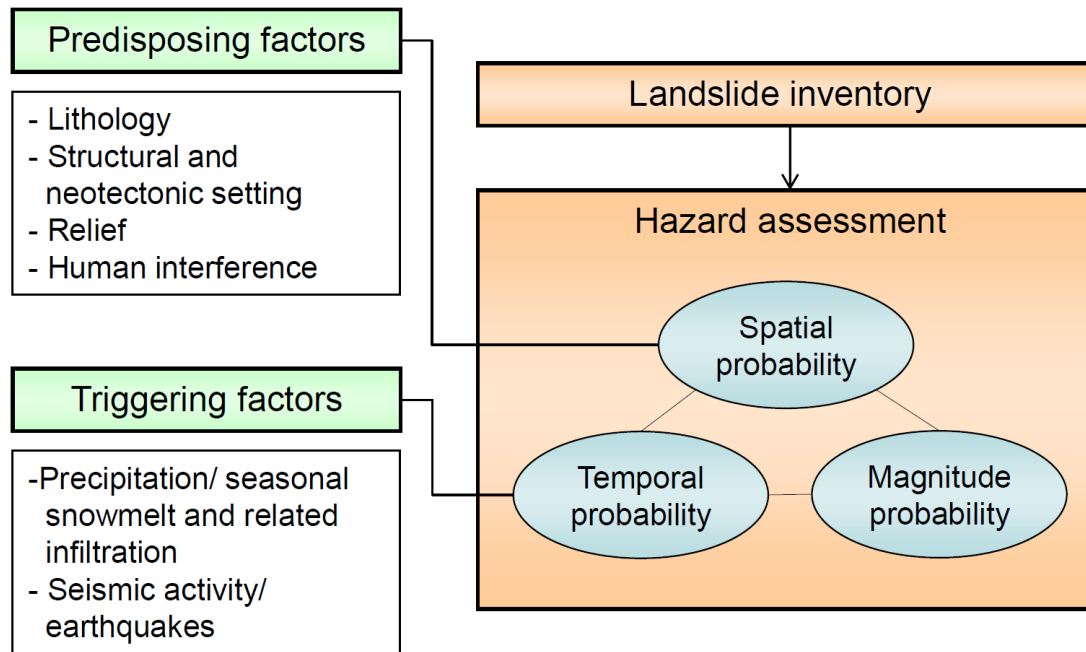 Predisposing factors
- Lithology
- Structural and
neotectonic setting
- Relief
- Human interference
Triggering factors
-Precipitation/ seasonal
snowmelt and related
infiltration
- Seismic activity/
earthquakes
Landslide inventory
Hazard assessment
Spatial
probability
Temporal
probability
Magnitude
probability